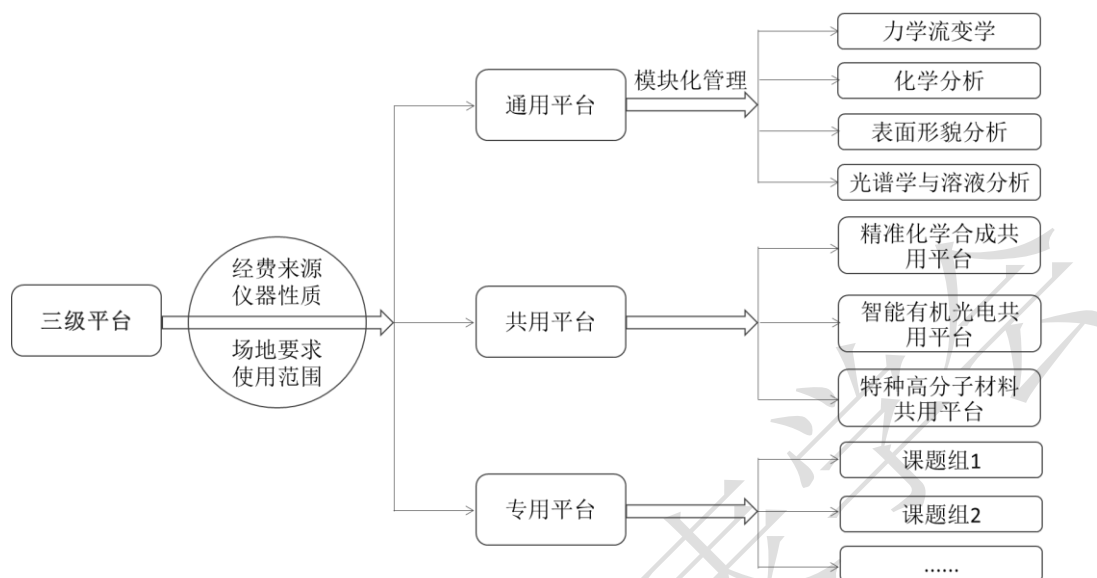 力学流变学
模块化管理
通用平台
化学分析
表面形貌分析
光谱学与溶液分析
经费来源
仪器性质
场地要求
使用范围
三级平台
共用平台
精准化学合成共
用平台
智能有机光电共
用平台
特种高分子材料
共用平台
专用平台
课题组1
课题组2
......